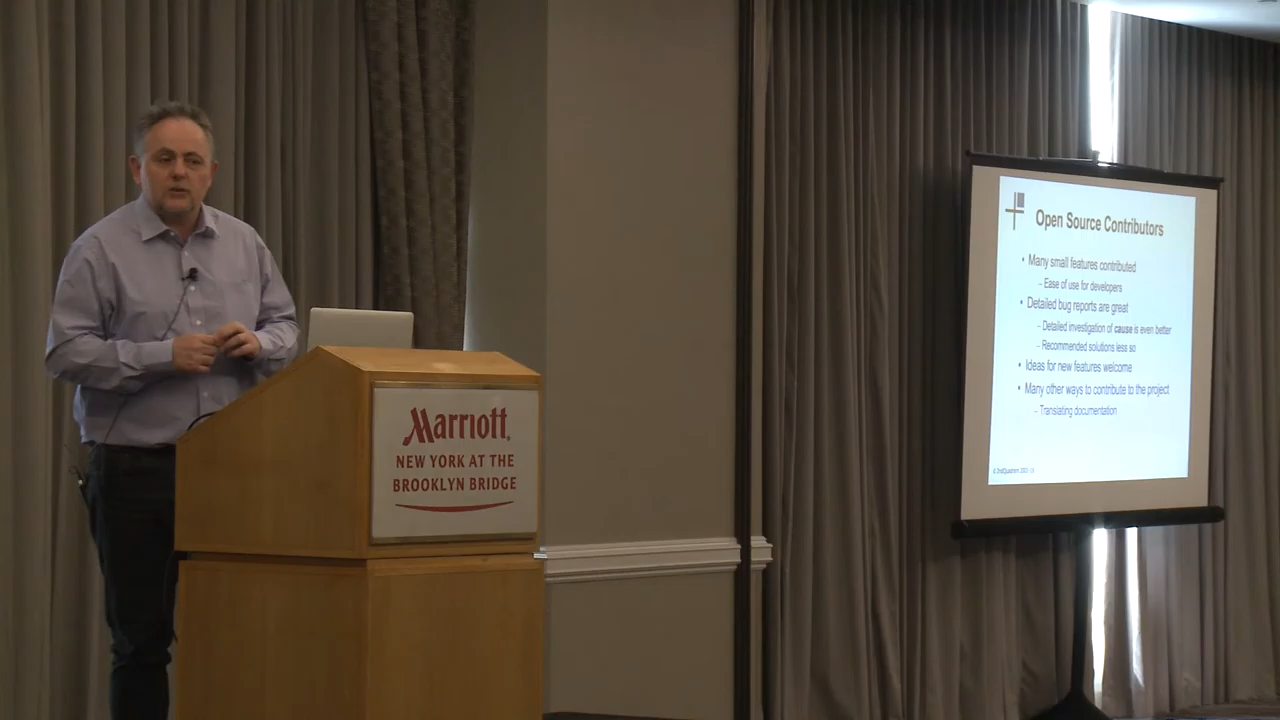 Marriott
NEW YORK AT THE
BROOKLYN BRIDGE
Open Source Contributors
• Many small features contributed
– Ease of use for developers
• Detailed bug reports are great
– Detailed investigation of cause is even better
– Recommended solutions less so
• Ideas for new features welcome
• Many other ways to contribute to the project
– Translating documentation
© 2ndQuadrant